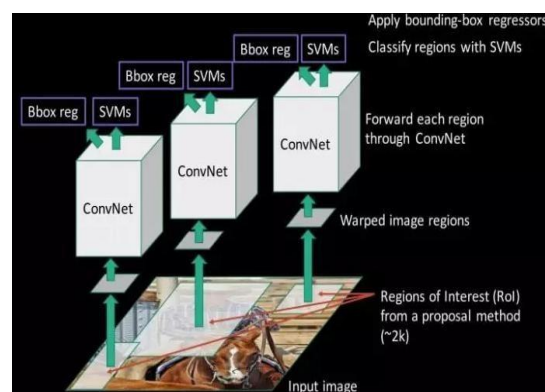 Apply bounding-box regressors
Bbox reg SVMs Classify regions with SVMs
Bbox reg SVMs
Bbox reg SVMs
ConvNet
ConvNet
ConvNet
Forward each region
through ConvNet
Warped image regions
Regions of Interest (RoI)
from a proposal method
(~2k)
Input image